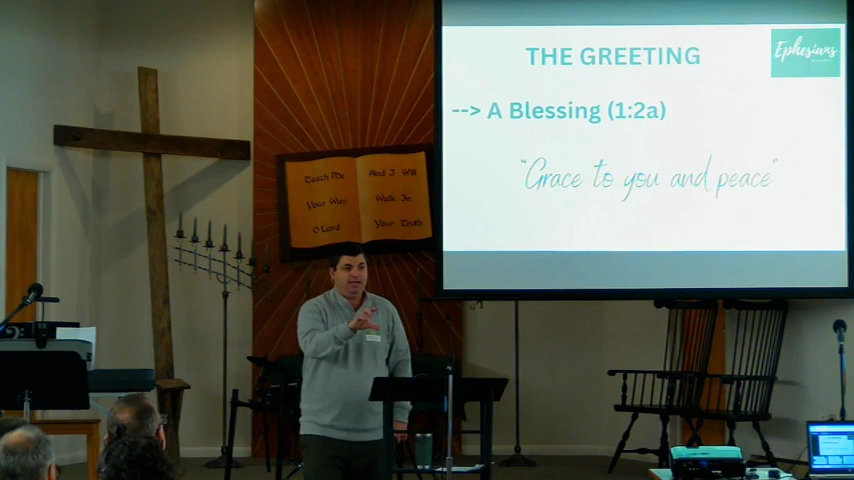 THE GREETING
Ephesians
--> A Blessing (1:2a)
"Grace to you and peace"
Teach Me
Your Way
O Lord
And I Will
Walk In
Your Truth